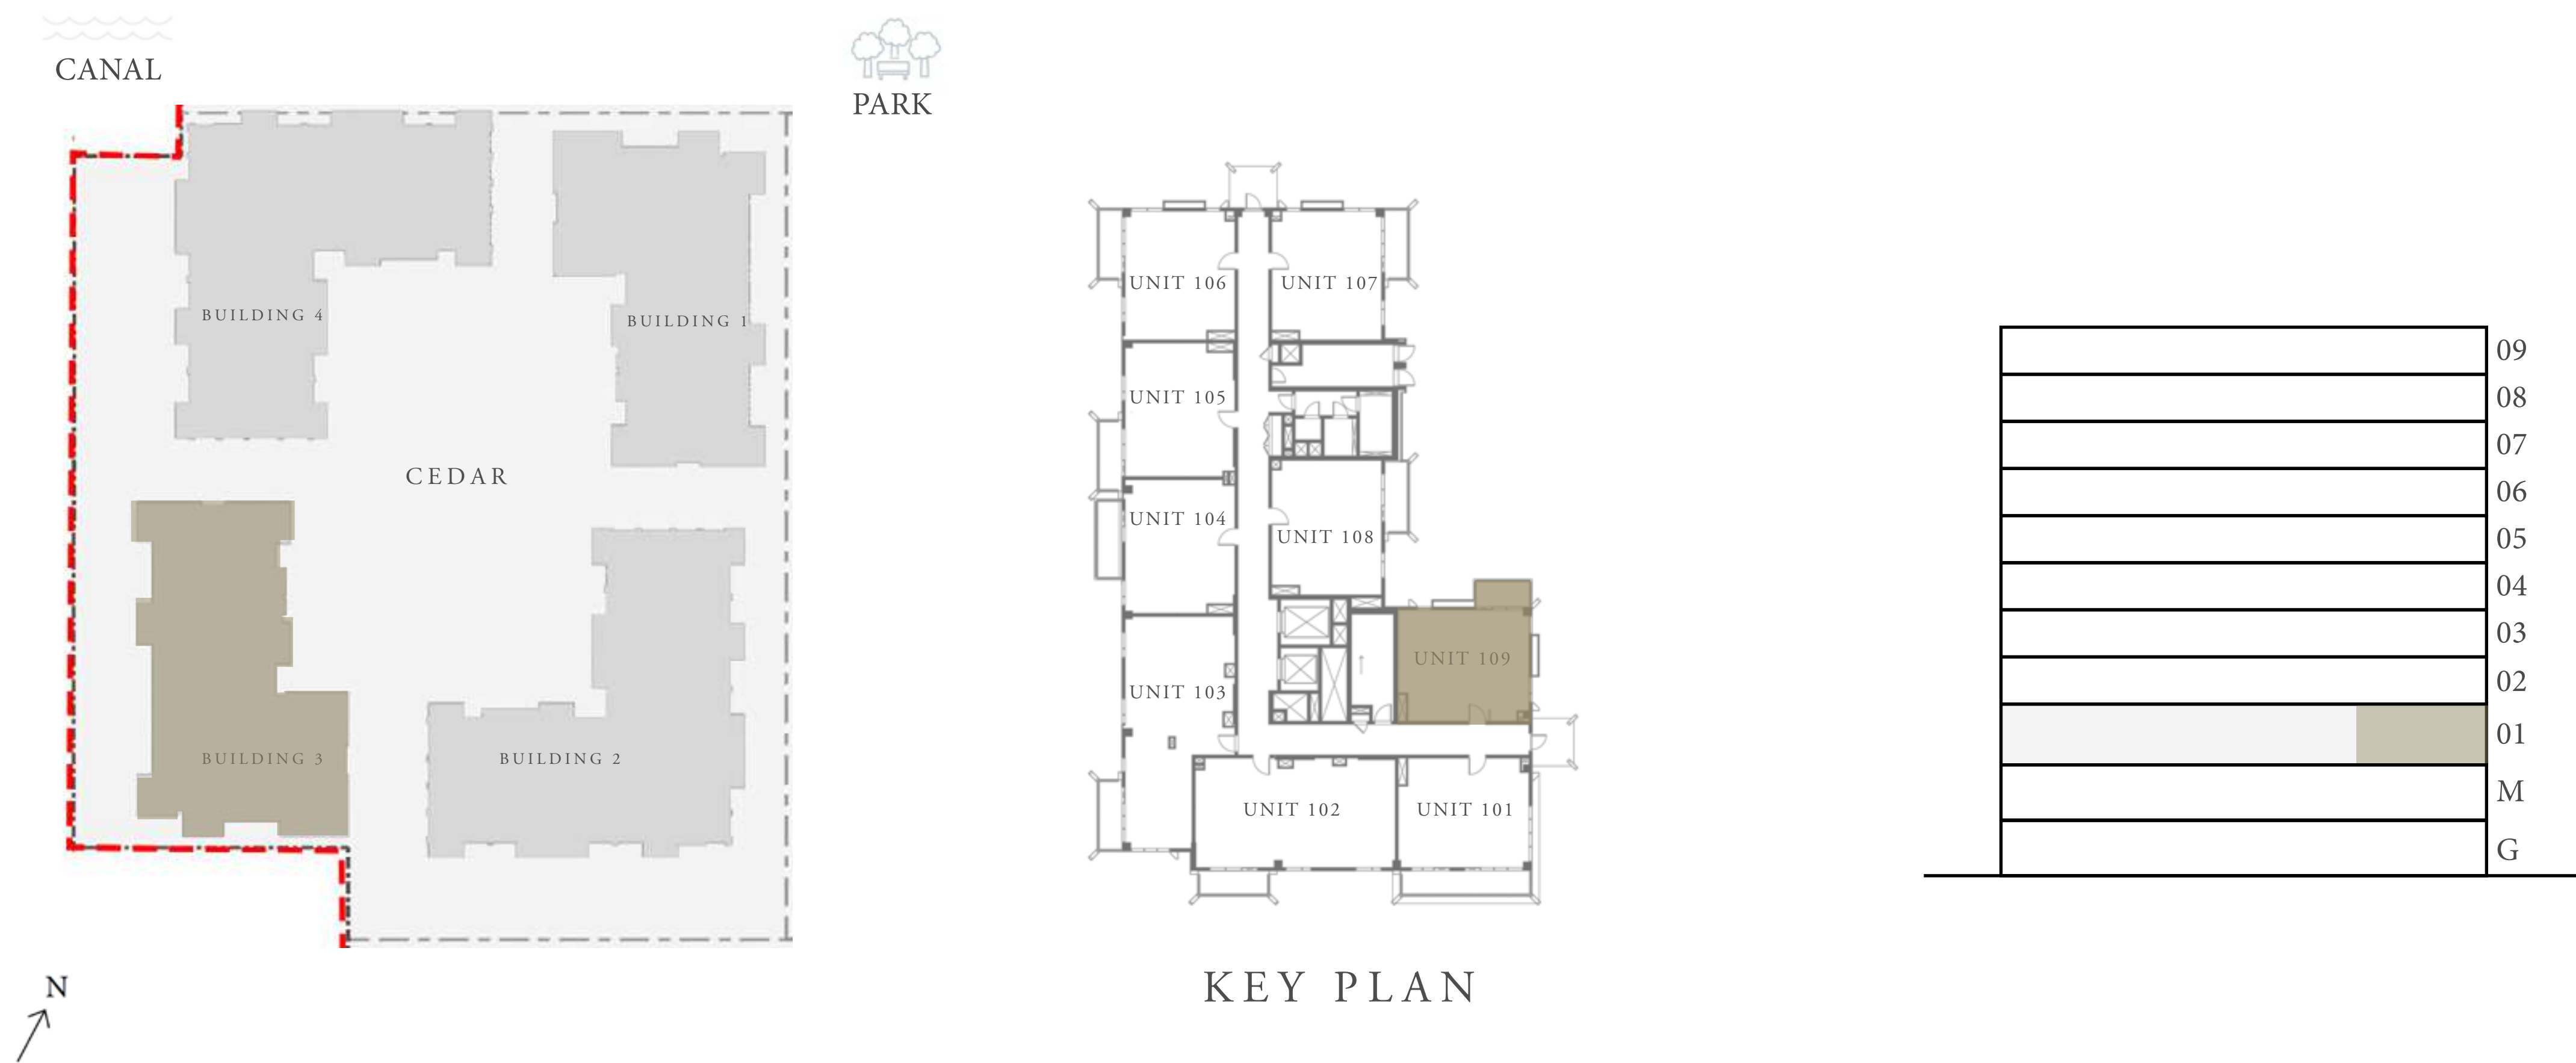 CANAL
PARK
BUILDING 4
BUILDING 1
CEDAR
BUILDING 3
BUILDING 2
N
UNIT 106
UNIT 107
UNIT 105
UNIT 104
UNIT 108
UNIT 109
UNIT 103
UNIT 102
UNIT 101
KEY PLAN
09
08
07
06
05
04
03
02
01
M
G